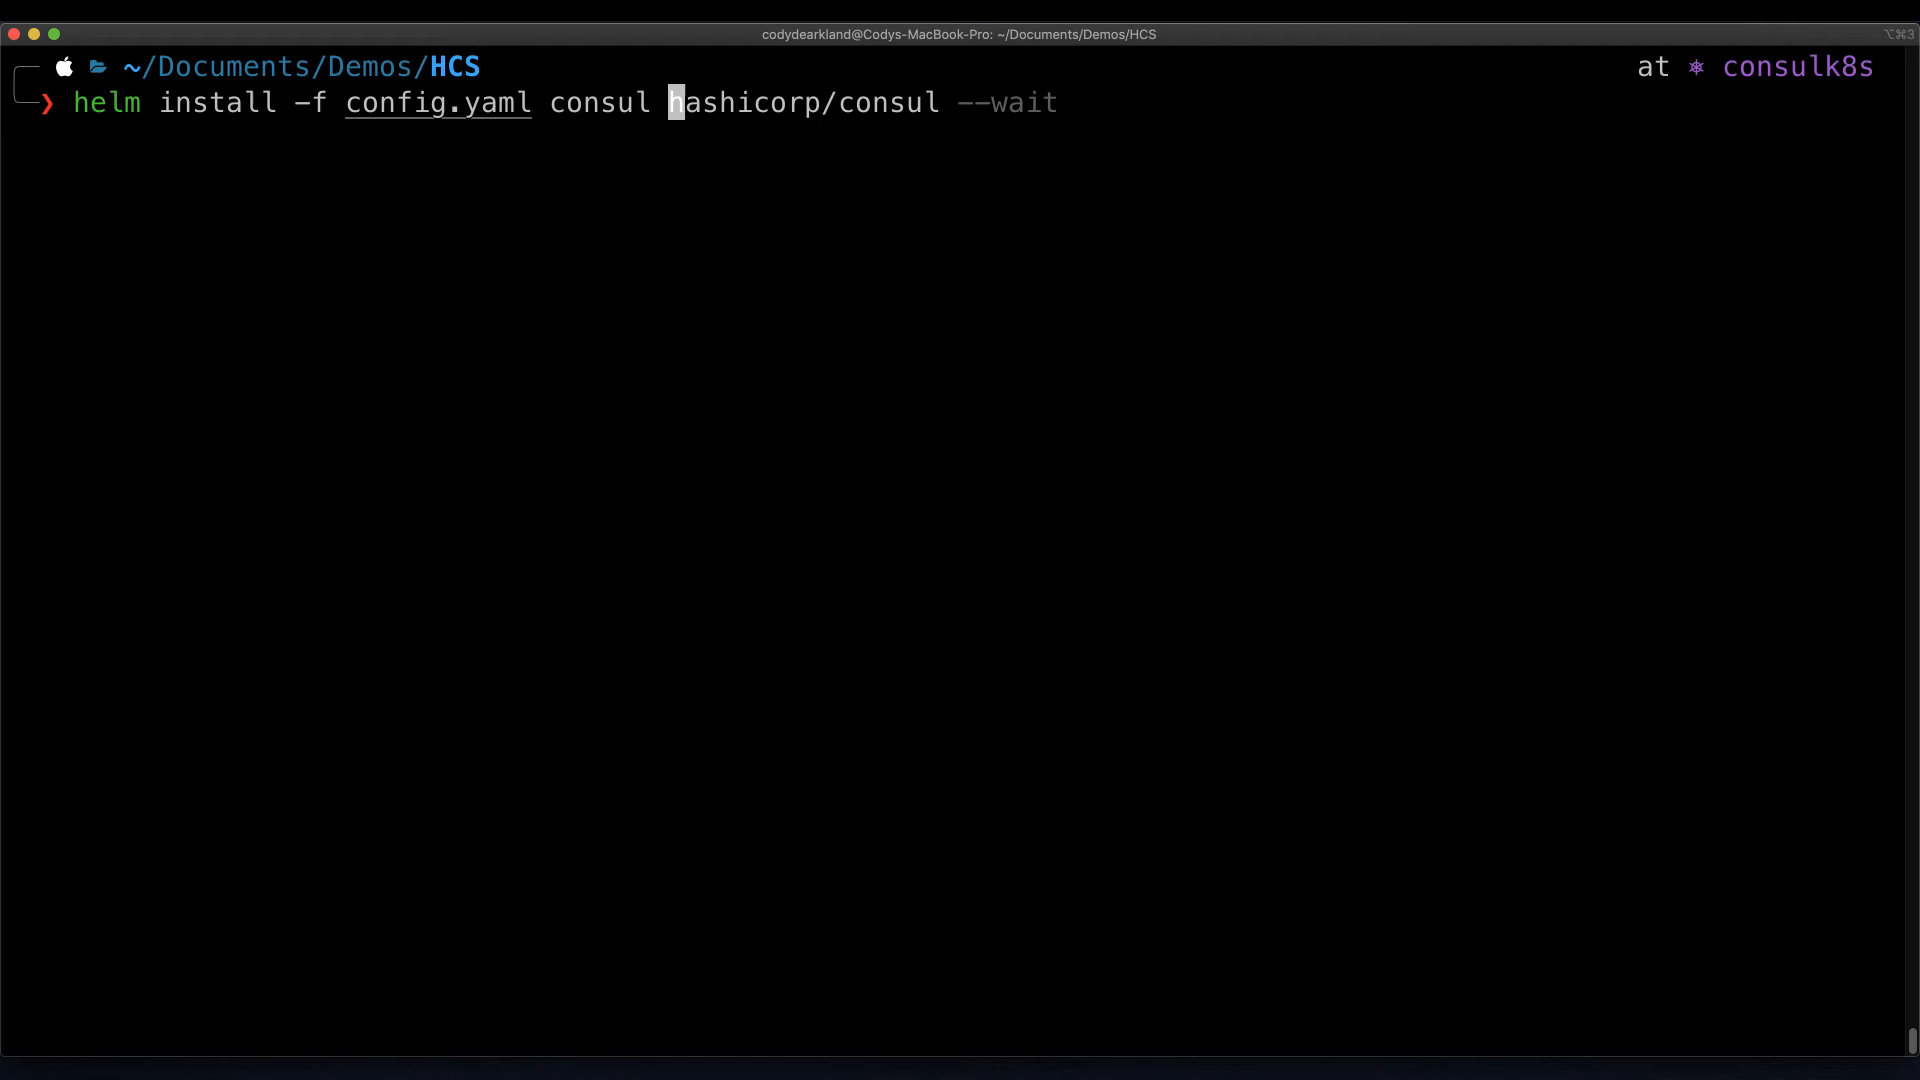 codydearkland@Codys-MacBook-Pro: ~/Documents/Demos/HCS
⌥⌘3
~/Documents/Demos/HCS
at ⎈ consulk8s
❯ helm install -f config.yaml consul hashicorp/consul --wait